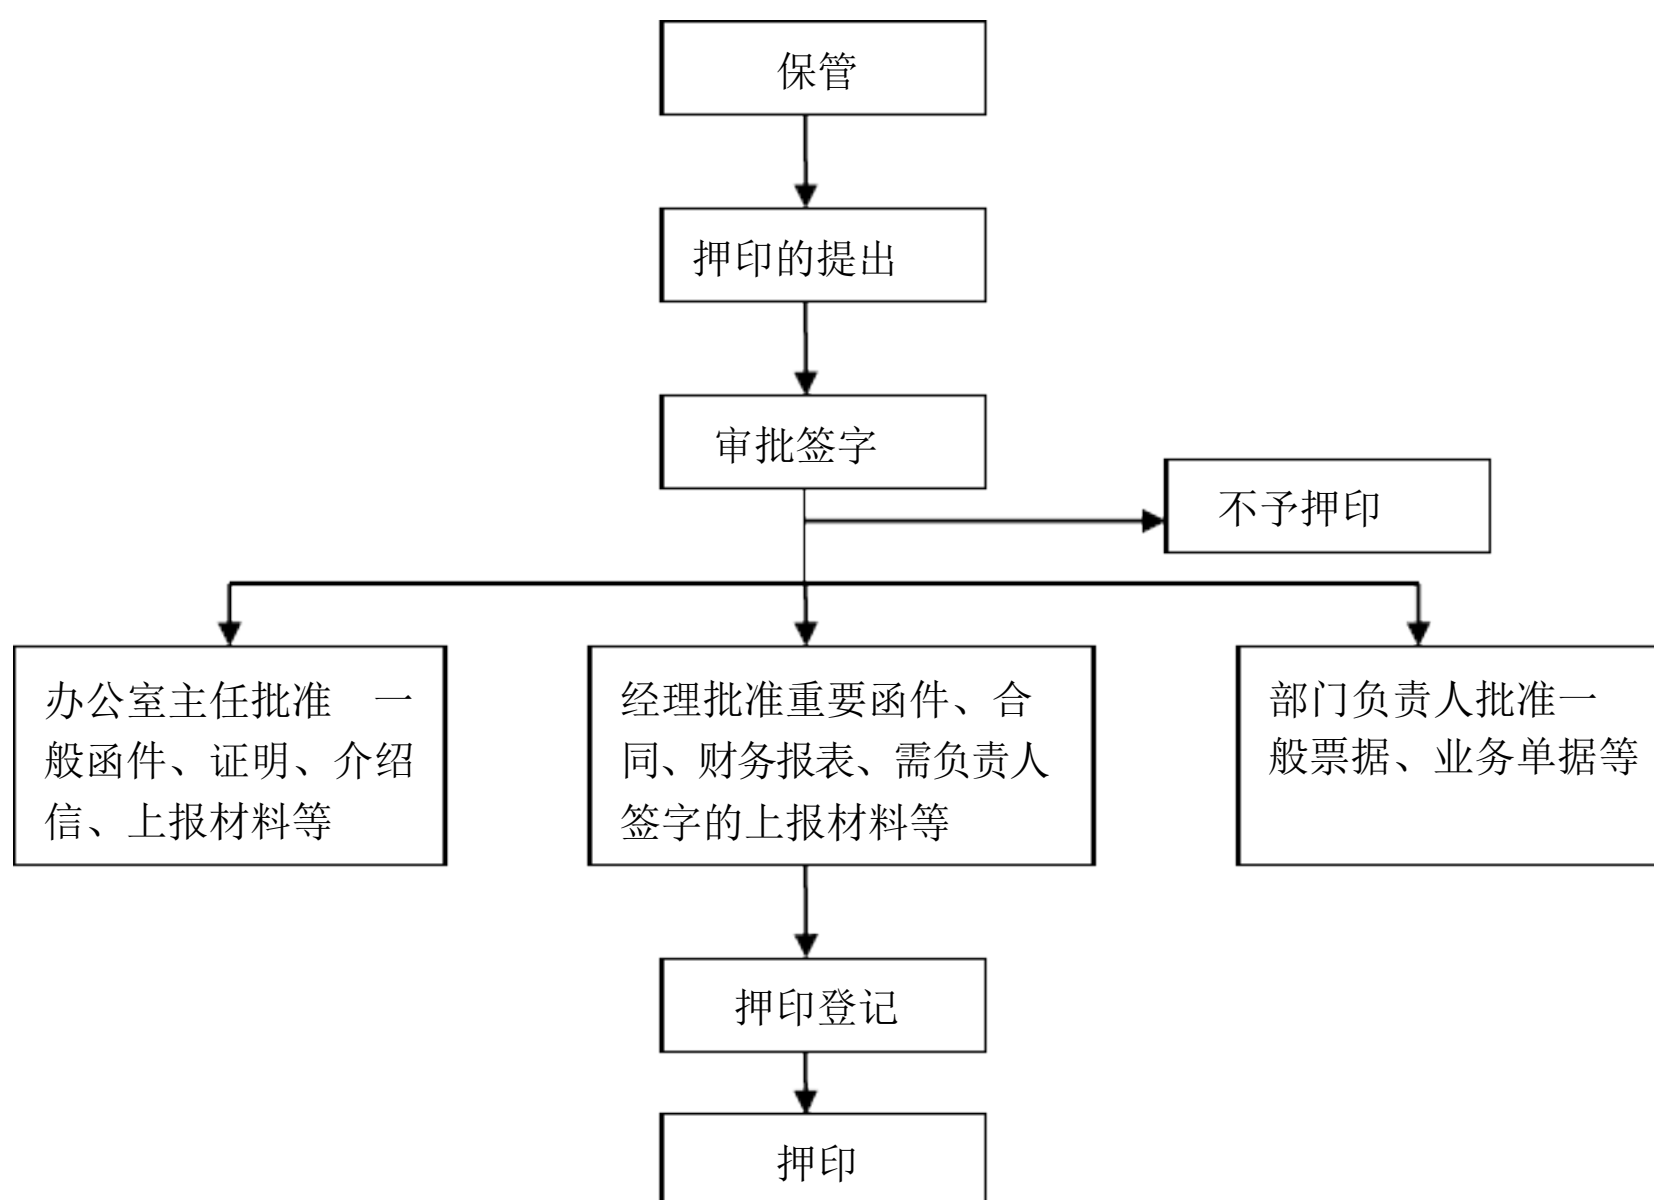 保管
押印的提出
审批签字
不予押印
办公室主任批准 一
般函件、证明、介绍
信、上报材料等
经理批准重要函件、合
同、财务报表、需负责人
签字的上报材料等
部门负责人批准一
般票据、业务单据等
押印登记
押印